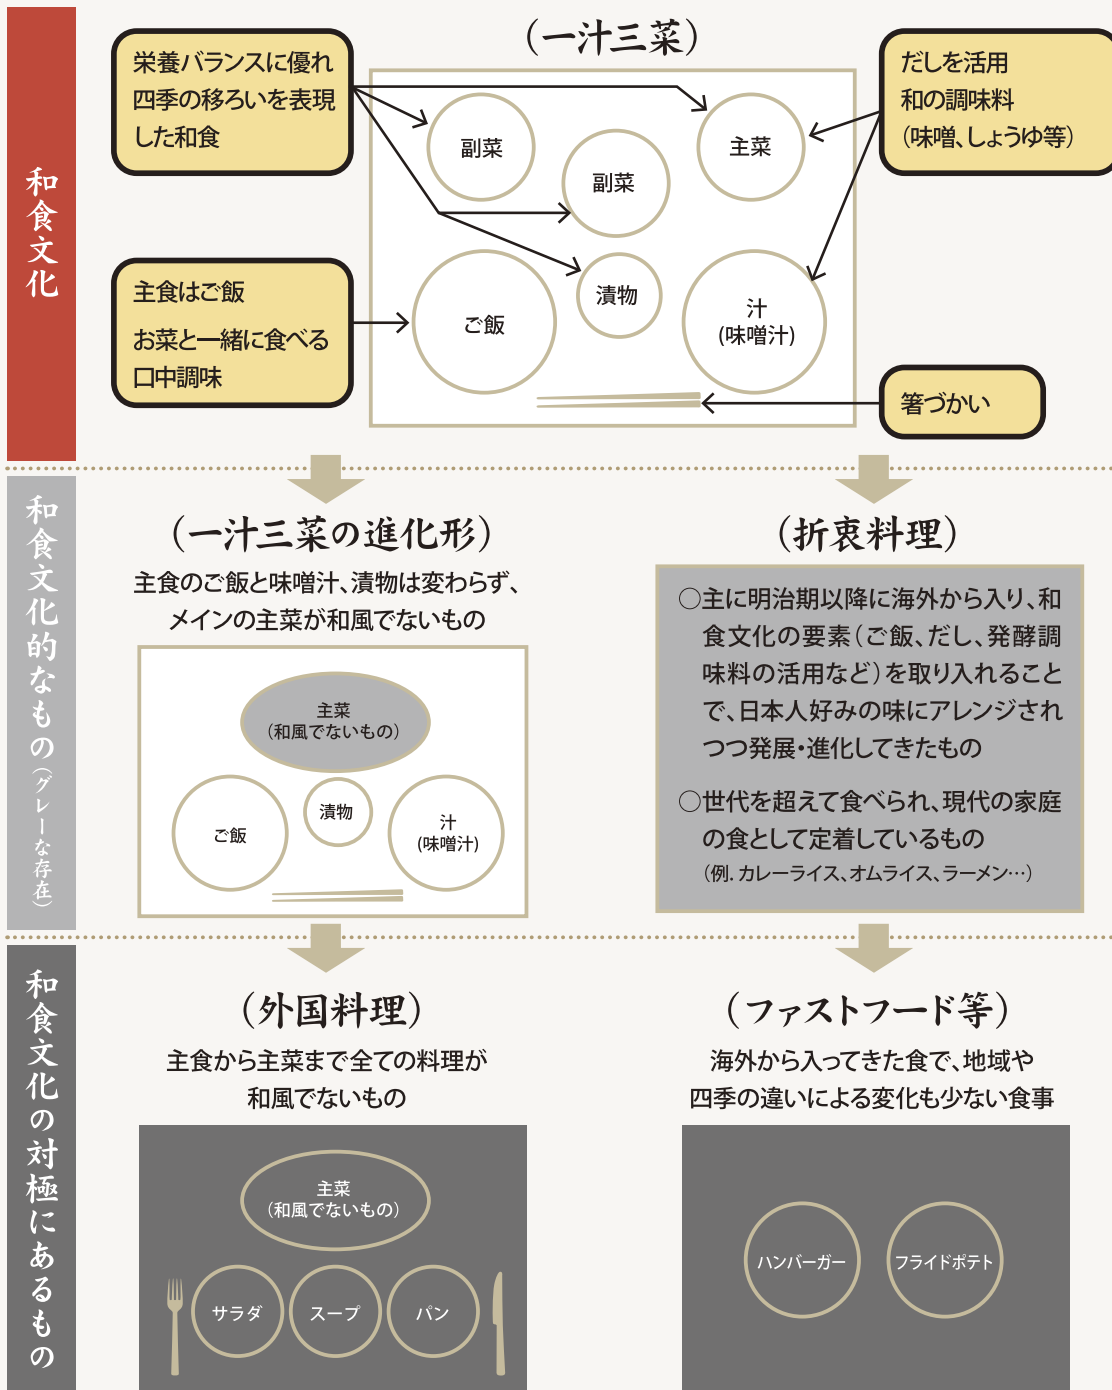 和食文化
（一汁三菜）
栄養バランスに優れ
四季の移ろいを表現
した和食
だしを活用
和の調味料
（味噌、しょうゆ等）
副菜
副菜
主菜
主食はご飯
お菜と一緒に食べる
口中調味
ご飯
漬物
汁
(味噌汁)
箸づかい
和食文化的なもの（グレーな存在）
（一汁三菜の進化形）
主食のご飯と味噌汁、漬物は変わらず、
メインの主菜が和風でないもの
主菜
（和風でないもの）
ご飯
漬物
汁
(味噌汁)
（折衷料理）
○主に明治期以降に海外から入り、和
食文化の要素（ご飯、だし、発酵調
味料の活用など）を取り入れること
で、日本人好みの味にアレンジされ
つつ発展・進化してきたもの
○世代を超えて食べられ、現代の家庭
の食として定着しているもの
（例．カレーライス、オムライス、ラーメン…）
和食文化の対極にあるもの
（外国料理）
主食から主菜まで全ての料理が
和風でないもの
主菜
（和風でないもの）
サラダ
スープ
パン
（ファストフード等）
海外から入ってきた食で、地域や
四季の違いによる変化も少ない食事
ハンバーガー
フライドポテト